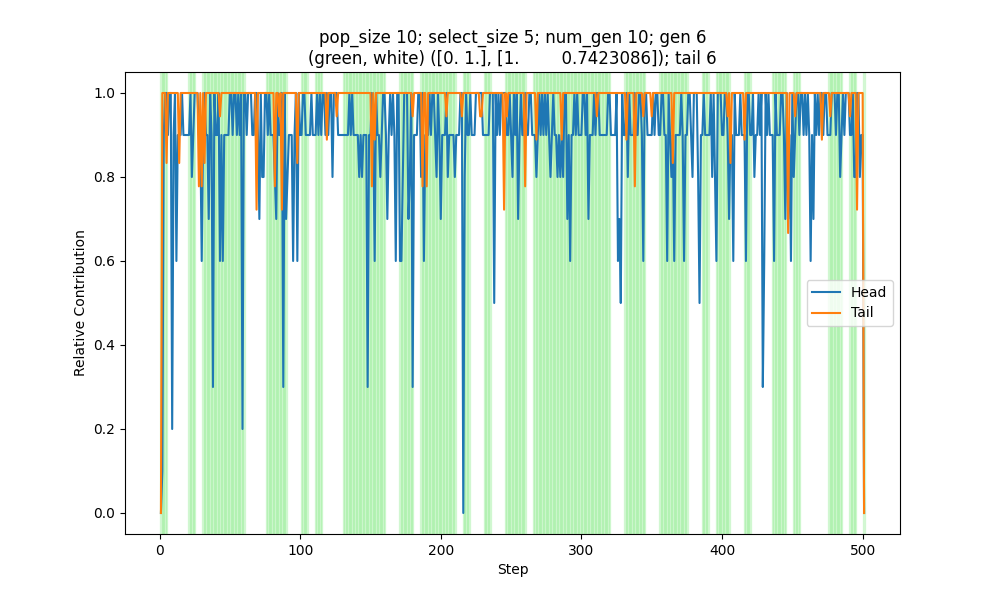 pop_size 10; select_size 5; num_gen 10; gen 6
(green, white) ([0. 1.], [1.         0.7423086]); tail 6
1.0
0.8
0.6
0.4
0.2
0.0
Relative Contribution
Head
Tail
0
100
200
300
400
500
Step